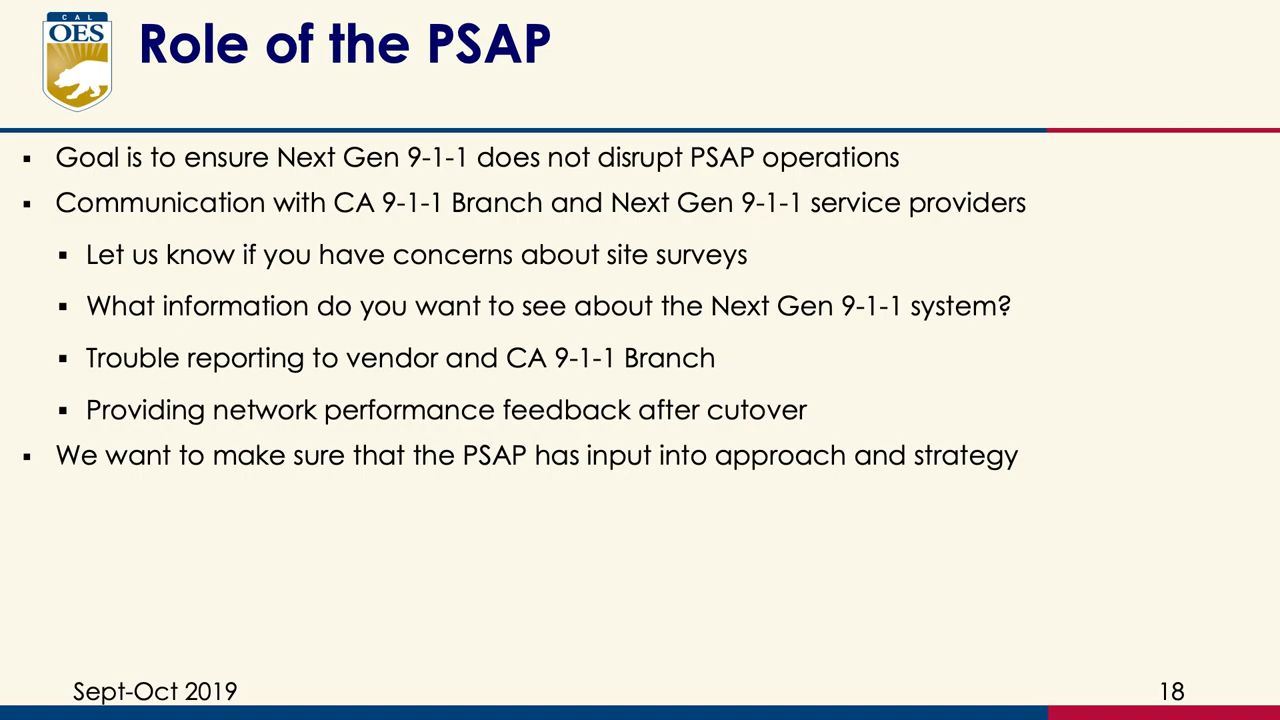 CAL
OES
Role of the PSAP
▪ Goal is to ensure Next Gen 9-1-1 does not disrupt PSAP operations
▪ Communication with CA 9-1-1 Branch and Next Gen 9-1-1 service providers
▪ Let us know if you have concerns about site surveys
▪ What information do you want to see about the Next Gen 9-1-1 system?
▪ Trouble reporting to vendor and CA 9-1-1 Branch
▪ Providing network performance feedback after cutover
▪ We want to make sure that the PSAP has input into approach and strategy
Sept-Oct 2019
18